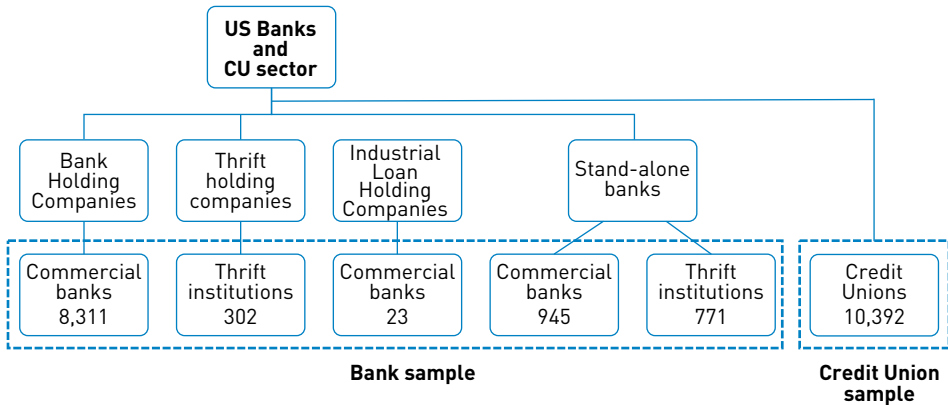 US Banks
and
CU sector
Bank
Holding
Companies
Thrift
holding
companies
Industrial
Loan
Holding
Companies
Stand-alone
banks
Commercial
banks
8,311
Thrift
institutions
302
Commercial
banks
23
Commercial
banks
945
Thrift
institutions
771
Credit
Unions
10,392
Bank sample
Credit Union
sample